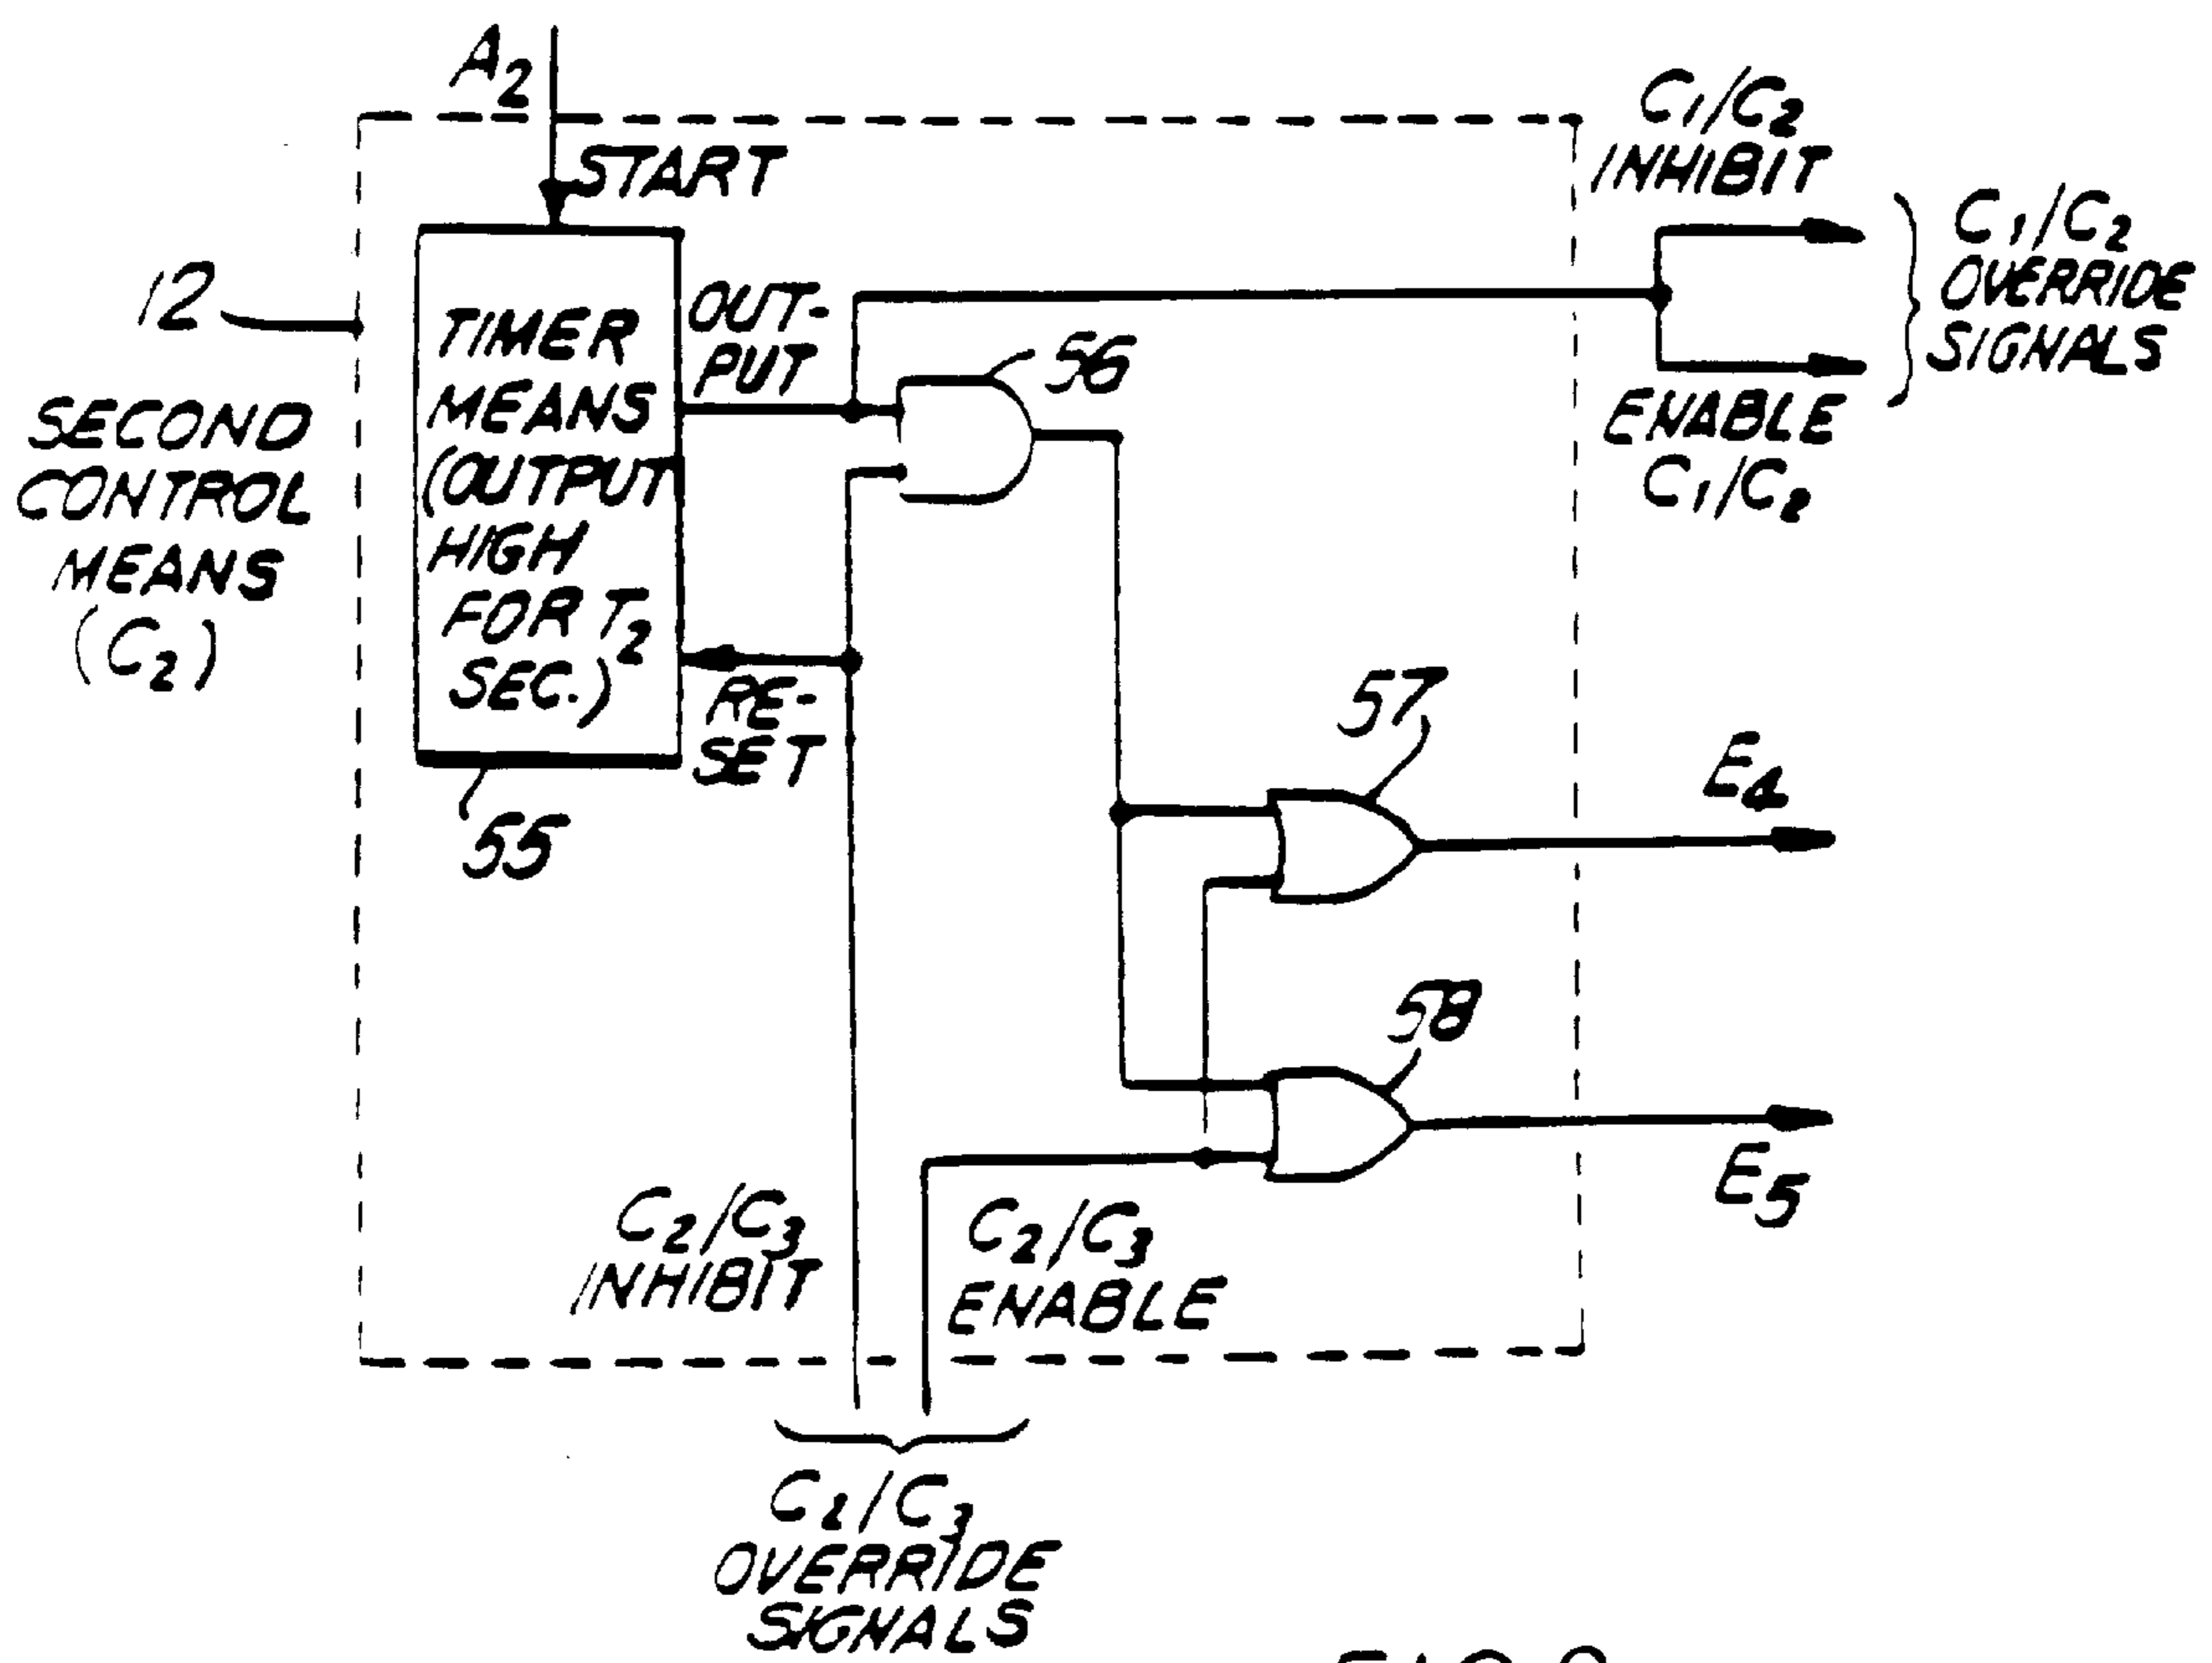 A2
START
C1/C2
INHIBIT
C1/C2
OVERRIDE
SIGNALS
ENABLE
C1/C2
12
SECOND
CONTROL
MEANS
(C2)
TIMER
MEANS
(OUTPUT
HIGH
FOR T2
SEC.)
OUT-
PUT
56
RE-
SET
55
57
E4
58
E5
C2/C3
INHIBIT
C2/C3
ENABLE
C2/C3
OVERRIDE
SIGNALS